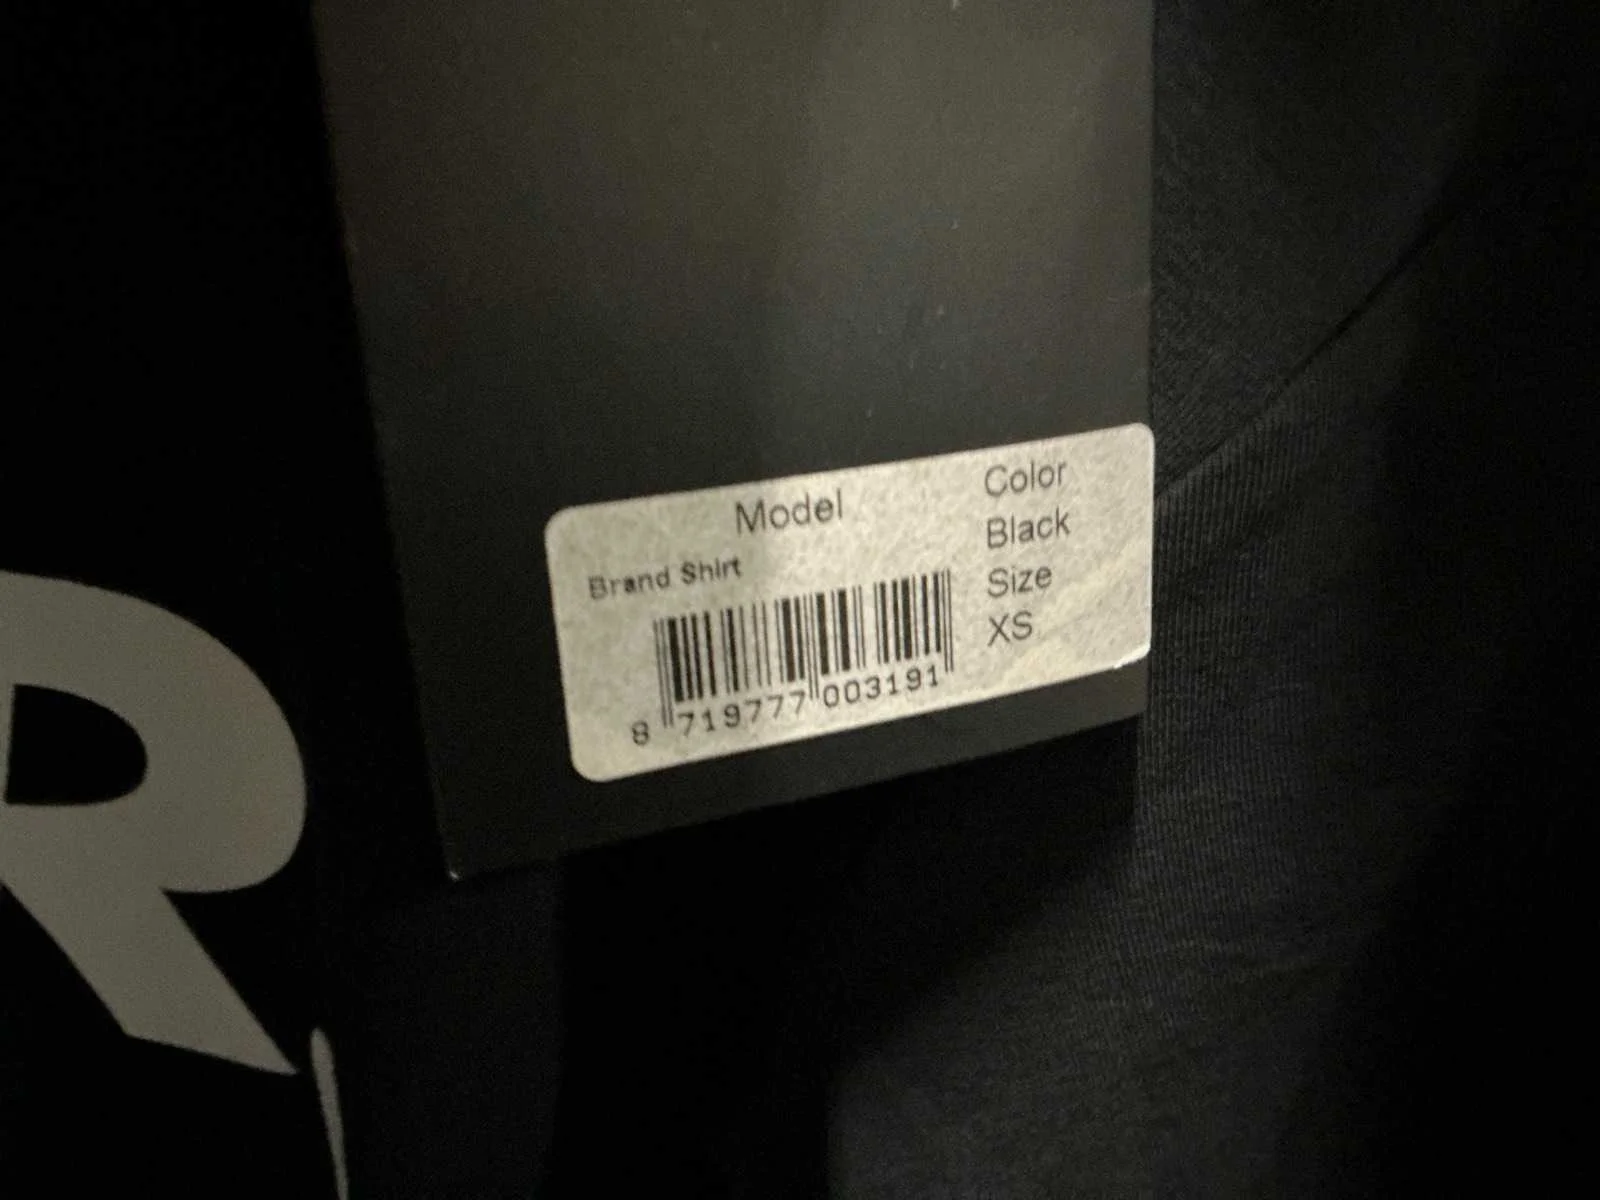 Model
Brand Shirt
8 719777 003191
Color
Black
Size
XS
R